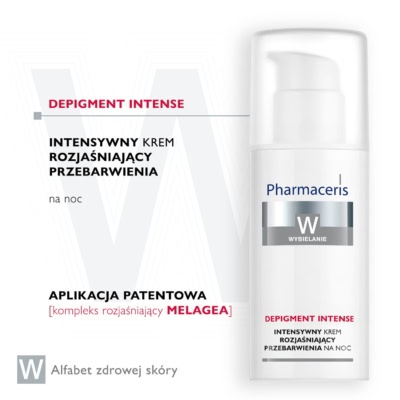 DEPIGMENT INTENSE
INTENSYWNY KREM
ROZJAŚNIAJĄCY
PRZEBARWIENIA
na noc
APLIKACJA PATENTOWA
[kompleks rozjaśniający MELAGEA]
W Alfabet zdrowej skóry
Pharmaceris
W
WYBIELANIE
DEPIGMENT INTENSE
INTENSYWNY KREM
ROZJAŚNIAJĄCY
PRZEBARWIENIA NA NOC
W